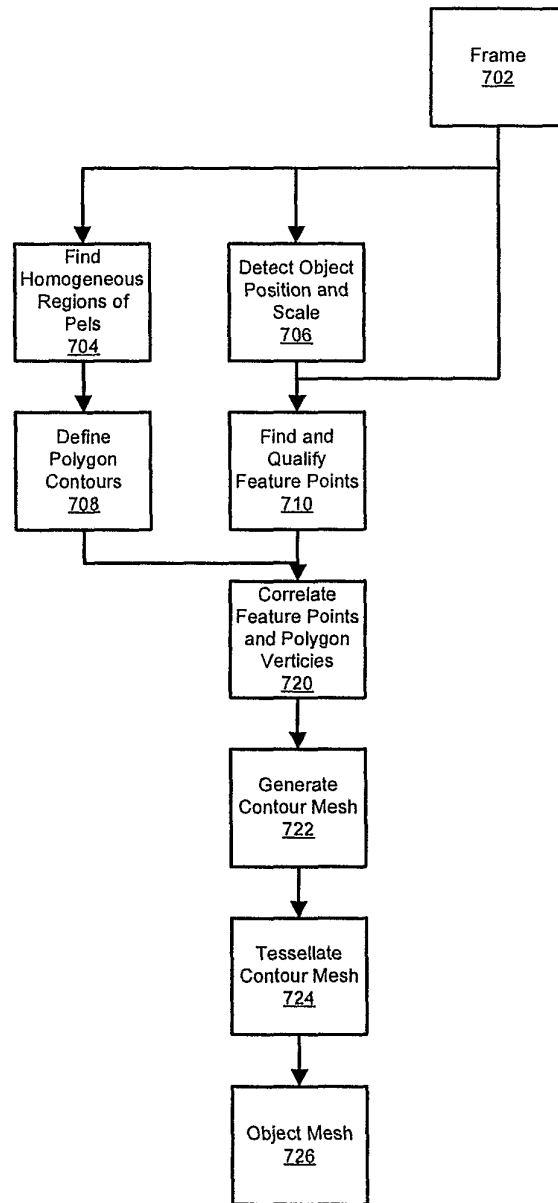 Frame
702
Find
Homogeneous
Regions of
Pels
704
Detect Object
Position and
Scale
706
Define
Polygon
Contours
708
Find and
Qualify
Feature Points
710
Correlate
Feature Points
and Polygon
Verticies
720
Generate
Contour Mesh
722
Tessellate
Contour Mesh
724
Object Mesh
726